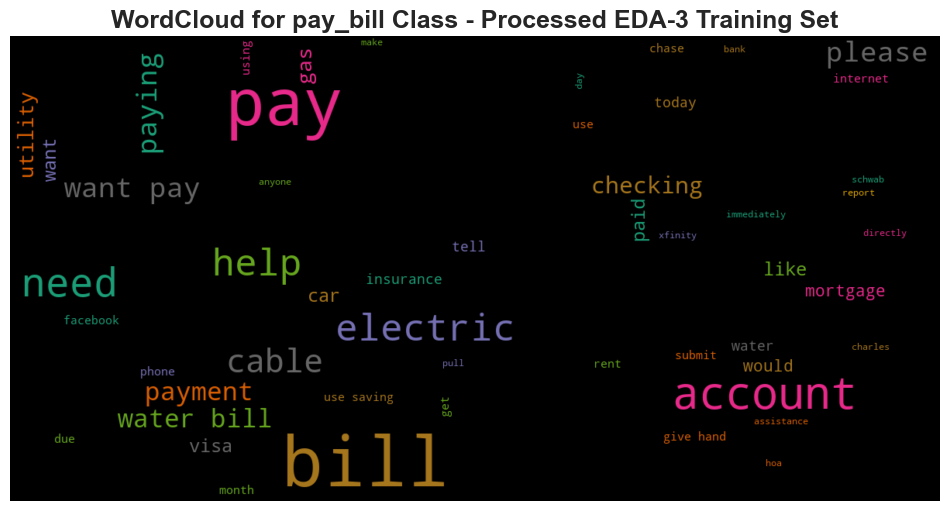 WordCloud for pay_bill Class - Processed EDA-3 Training Set
make
using
chase
bank
please
gas
paying
internet
day
pay
utility
today
use
want
want pay
anyone
checking
schwab
report
paid
immediately
directly
xfinity
tell
help
need
insurance
like
car
mortgage
facebook
electric
water
charles
submit
cable
pull
rent
would
phone
payment
use saving
account
get
water bill
assistance
due
visa
give hand
bill
hoa
month